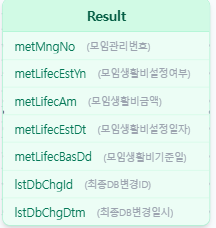 Result
metMngNo (모임관리번호)
metLifecEstYn (모임생활비설정여부)
metLifecAm (모임생활비금액)
metLifecEstDt (모임생활비설정일자)
metLifecBasDd (모임생활비기준일)
lstDbChgId (최종DB변경ID)
lstDbChgDtm (최종DB변경일시)